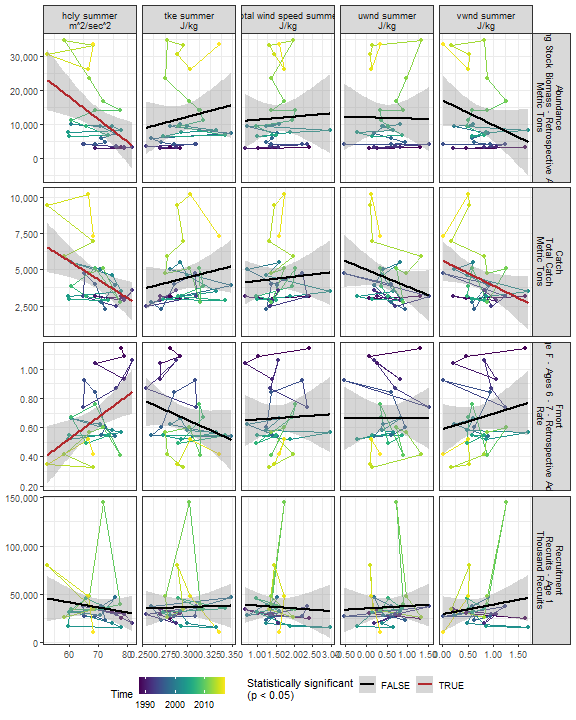 hcly summer
m^2/sec^2
tke summer
J/kg
total wind speed summer
J/kg
uwnd summer
J/kg
vwnd summer
J/kg
30,000
20,000
10,000
0
Abundance
Stock Biomass - Retrospective
Metric Tons
10,000
7,500
5,000
2,500
Catch
Total Catch
Metric Tons
1.00
0.80
0.60
0.40
0.20
Fmort
F - Ages 6 - 7 - Retrospective
Rate
150,000
100,000
50,000
0
Recruitment
Recruits - Age 1
Thousand Recruits
60 70 80
0.250 0.275 0.300 0.325 0.350
1.00 1.50 2.00 2.50 3.00
-0.50 0.00 0.50 1.00 1.50
0.00 0.50 1.00 1.50
Time
1990 2000 2010
Statistically significant
(p < 0.05)
FALSE TRUE